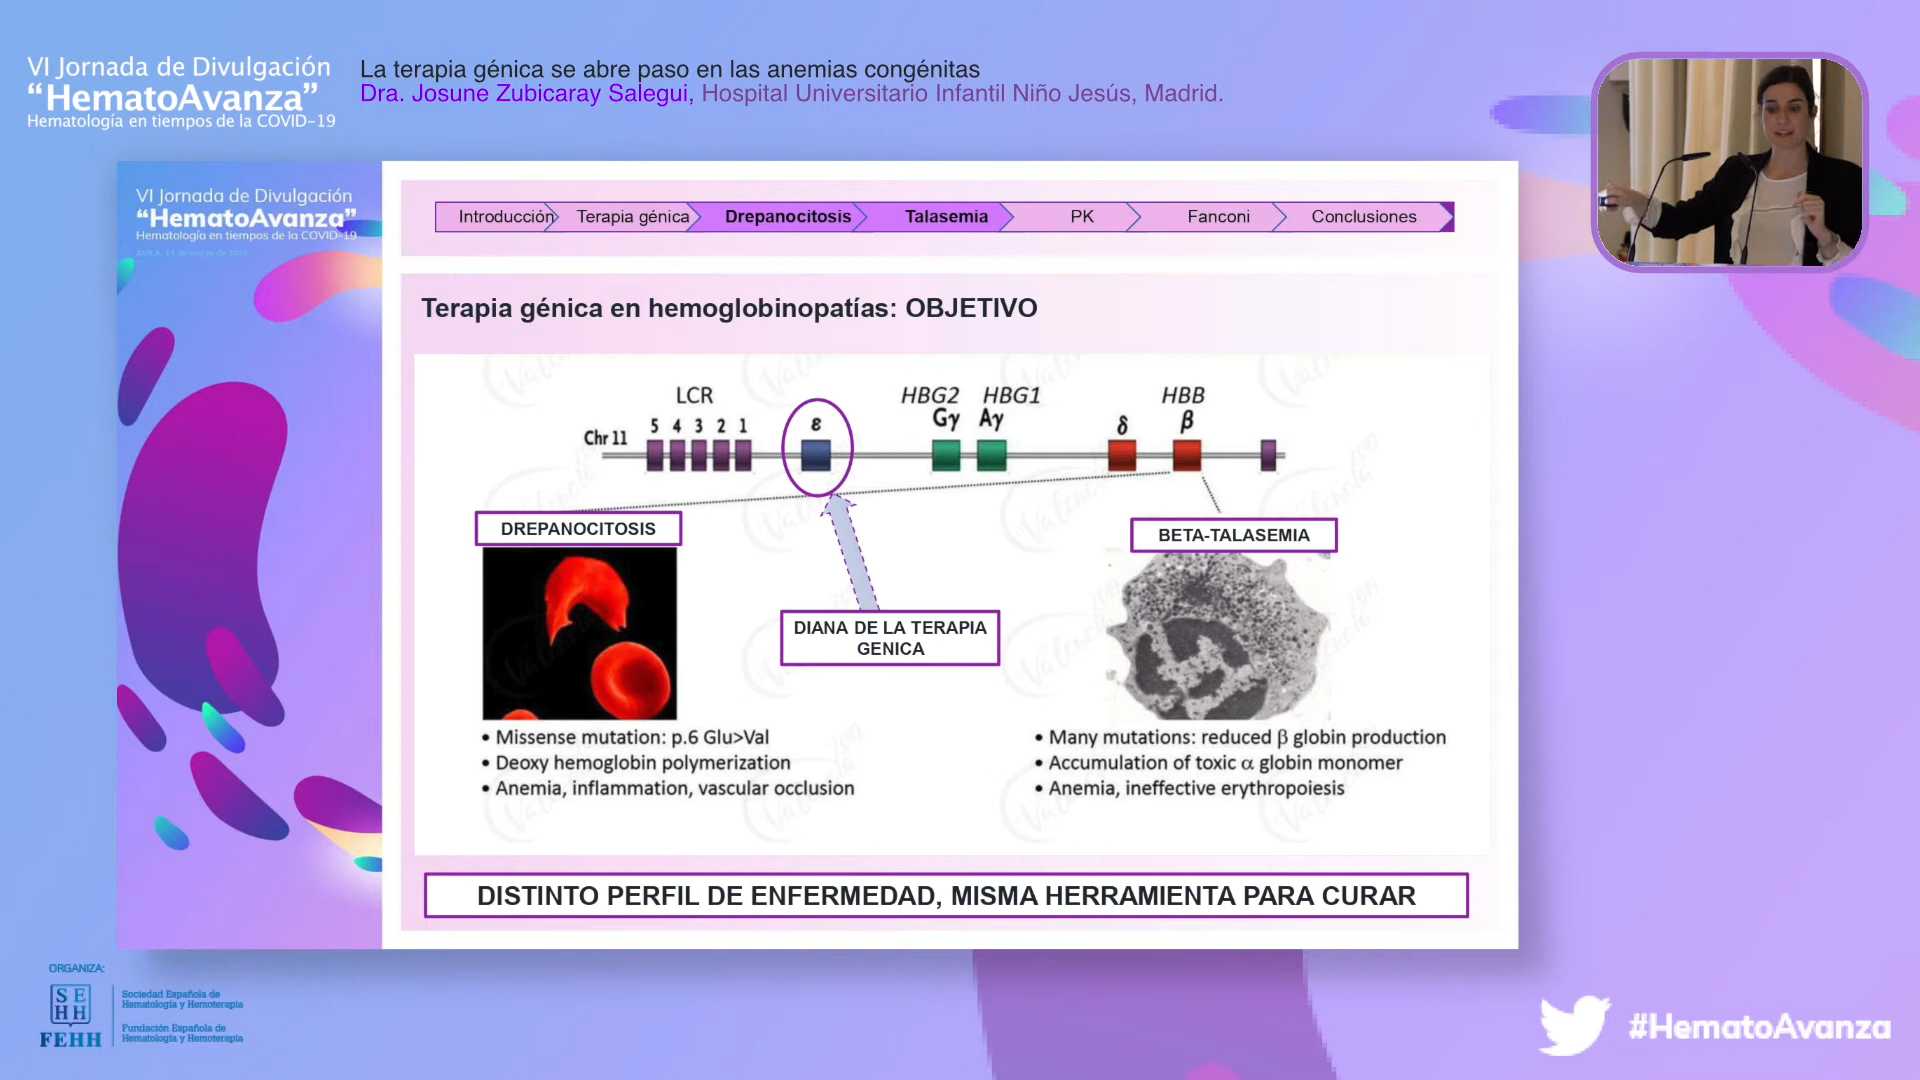 VI Jornada de Divulgación
“HematoAvanza”
Hematología en tiempos de la COVID-19
La terapia génica se abre paso en las anemias congénitas
Dra. Josune Zubicaray Salegui, Hospital Universitario Infantil Niño Jesús, Madrid.
VI Jornada de Divulgación
“HematoAvanza”
Hematología en tiempos de la COVID-19
Introducción Terapia génica Drepanocitosis Talasemia PK Fanconi Conclusiones
Terapia génica en hemoglobinopatías: OBJETIVO
LCR HBG2 HBG1 HBB
5 4 3 2 1 ε Gγ Aγ δ β
Chr 11
DREPANOCITOSIS
BETA-TALASEMIA
DIANA DE LA TERAPIA
GENICA
• Missense mutation: p.6 Glu>Val
• Deoxy hemoglobin polymerization
• Anemia, inflammation, vascular occlusion
• Many mutations: reduced β globin production
• Accumulation of toxic α globin monomer
• Anemia, ineffective erythropoiesis
DISTINTO PERFIL DE ENFERMEDAD, MISMA HERRAMIENTA PARA CURAR
ORGANIZA:
SE
HH
FEHH
Sociedad Española de
Hematología y Hemoterapia
Fundación Española de
Hematología y Hemoterapia
#HematoAvanza